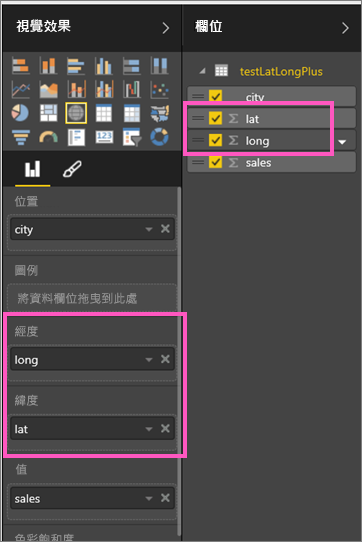 視覺效果
欄位
testLatLongPlus
city
lat
long
sales
位置
city
圖例
將資料欄位拖曳到此處
經度
long
緯度
lat
值
sales
色彩飽和度